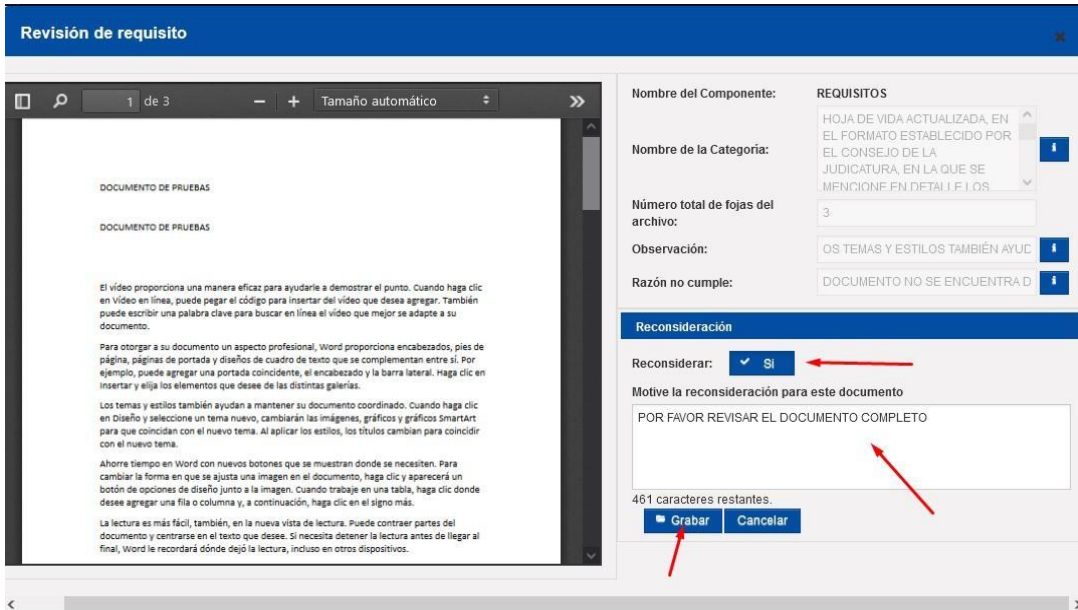 Revisión de requisito
1 de 3
Tamaño automático
DOCUMENTO DE PRUEBAS
DOCUMENTO DE PRUEBAS
El vídeo proporciona una manera eficaz para ayudarle a demostrar el punto. Cuando haga clic
en Vídeo en línea, puede pegar el código para insertar del vídeo que desea agregar. También
puede escribir una palabra clave para buscar en línea el vídeo que mejor se adapte a su
documento.
Para otorgar a su documento un aspecto profesional, Word proporciona encabezados, pies de
página, páginas de portada y diseños de cuadro de texto que se complementan entre sí. Por
ejemplo, puede agregar una portada coincidente, el encabezado y la barra lateral. Haga clic en
Insertar y elija los elementos que desee de las distintas galerías.
Los temas y estilos también ayudan a mantener su documento coordinado. Cuando haga clic
en Diseño y seleccione un tema nuevo, cambiarán las imágenes, gráficos y gráficos SmartArt
para que coincidan con el nuevo tema. Al aplicar los estilos, los títulos cambian para coincidir
con el nuevo tema.
Ahorre tiempo en Word con nuevos botones que se muestran donde se necesiten. Para
cambiar la forma en que se ajusta una imagen en el documento, haga clic y aparecerá un
botón de opciones de diseño junto a la imagen. Cuando trabaje en una tabla, haga clic donde
desee agregar una fila o columna y, a continuación, haga clic en el signo más.
La lectura es más fácil, también, en la nueva vista de lectura. Puede contraer partes del
documento y centrarse en el texto que desee. Si necesita detener la lectura antes de llegar al
final, Word le recordará dónde dejó la lectura, incluso en otros dispositivos.
Nombre del Componente: REQUISITOS
Nombre de la Categoría:
HOJA DE VIDA ACTUALIZADA, EN
EL FORMATO ESTABLECIDO POR
EL CONSEJO DE LA
JUDICATURA, EN LA QUE SE
MENCIONE EN DETALLE LOS
Número total de fojas del
archivo:
3
Observación: OS TEMAS Y ESTILOS TAMBIÉN AYUD
Razón no cumple: DOCUMENTO NO SE ENCUENTRA D
Reconsideración
Reconsiderar: Si
Motive la reconsideración para este documento
POR FAVOR REVISAR EL DOCUMENTO COMPLETO
461 caracteres restantes.
Grabar Cancelar